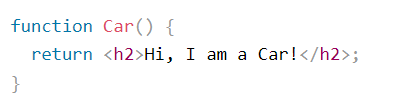 function Car() {
  return <h2>Hi, I am a Car!</h2>;
}